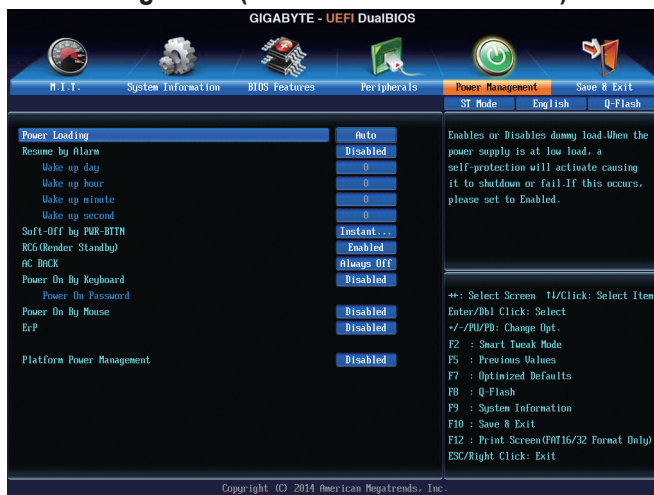 GIGABYTE - UEFI DualBIOS
M.I.T.
System Information
BIOS Features
Peripherals
Power Management
Save & Exit
ST Mode
English
Q-Flash
Power Loading Auto
Resume by Alarm Disabled
Wake up day 0
Wake up hour 0
Wake up minute 0
Wake up second 0
Soft-Off by PWR-BTTN Instant...
RC6(Render Standby) Enabled
AC BACK Always Off
Power On By Keyboard Disabled
Power On Password
Power On By Mouse Disabled
ErP Disabled
Platform Power Management Disabled
Enables or Disables dummy load.When the
power supply is at low load, a
self-protection will activate causing
it to shutdown or fail.If this occurs,
please set to Enabled.
→←: Select Screen ↑↓/Click: Select Item
Enter/Dbl Click: Select
+/-/PU/PD: Change Opt.
F2 : Smart Tweak Mode
F5 : Previous Values
F7 : Optimized Defaults
F8 : Q-Flash
F9 : System Information
F10 : Save & Exit
F12 : Print Screen(FAT16/32 Format Only)
ESC/Right Click: Exit
Copyright (C) 2014 American Megatrends, Inc.